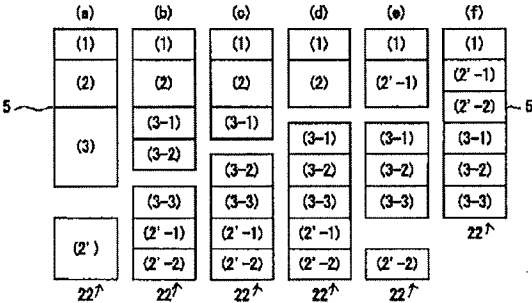 (a) (b) (c) (d) (e) (f)
(1) (1) (1) (1) (1) (1)
(2) (2) (2) (2) (2'-1) (2'-1)
5 (2'-2) 5
(3) (3-1) (3-1) (3-1) (3-1) (3-1)
(3-2) (3-2) (3-2) (3-2) (3-2)
(3-3) (3-3) (3-3) (3-3) (3-3)
(2') (2'-1) (2'-1) (2'-1) 22
(2'-2) (2'-2) (2'-2) (2'-2)
22 22 22 22 22